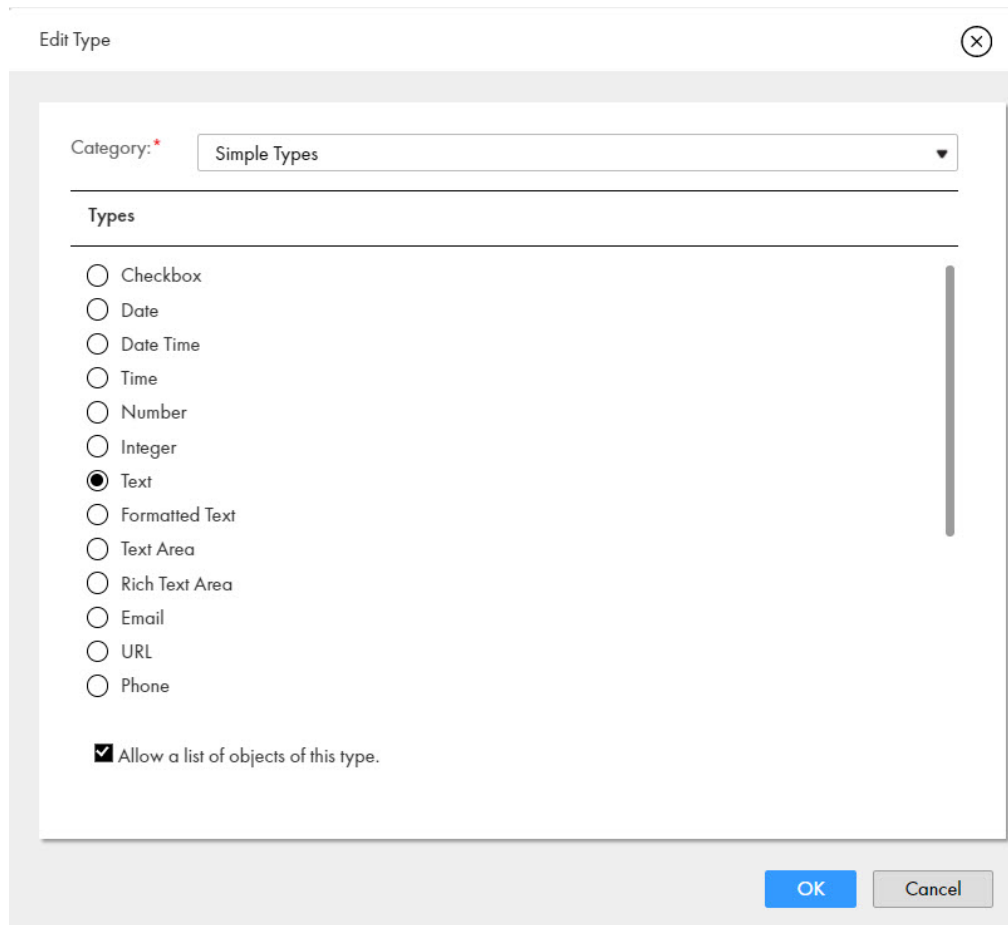 Edit Type
Category:* Simple Types
Types
Checkbox
Date
Date Time
Time
Number
Integer
Text
Formatted Text
Text Area
Rich Text Area
Email
URL
Phone
Allow a list of objects of this type.
OK Cancel